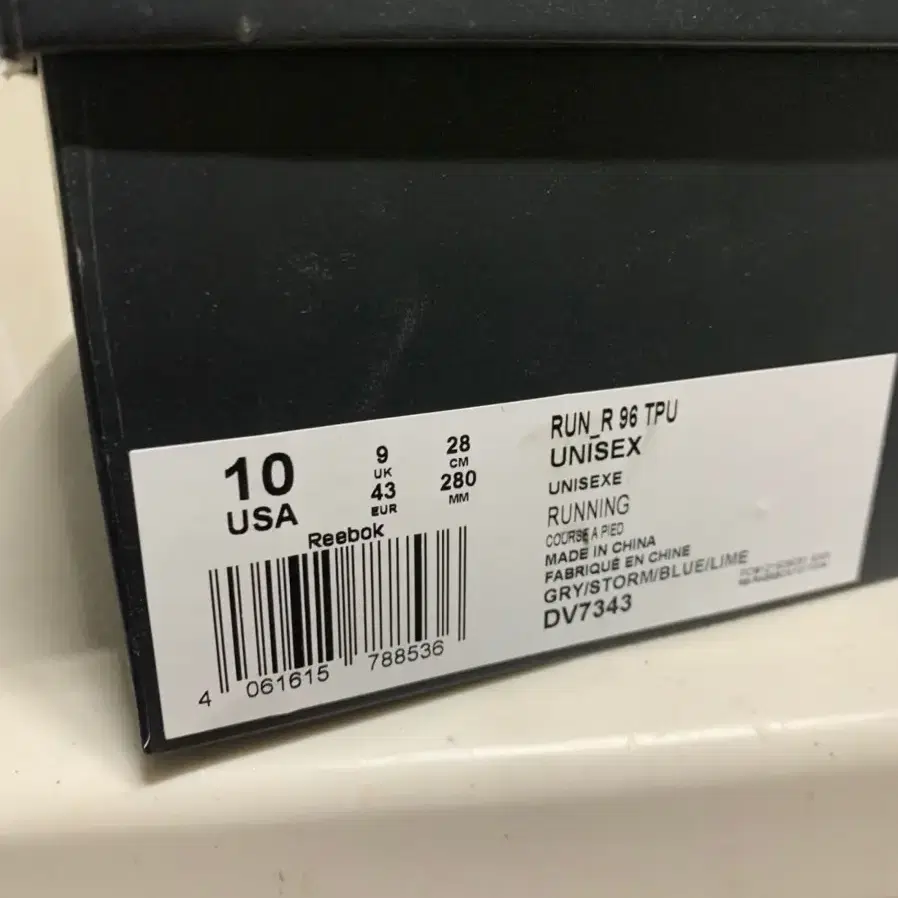 10
USA
9
UK
43
EUR
28
CM
280
MM
Reebok
4 061615 788536
RUN_R 96 TPU
UNISEX
UNISEXE
RUNNING
COURSE A PIED
MADE IN CHINA
FABRIQUÉ EN CHINE
GRY/STORM/BLUE/LIME
DV7343